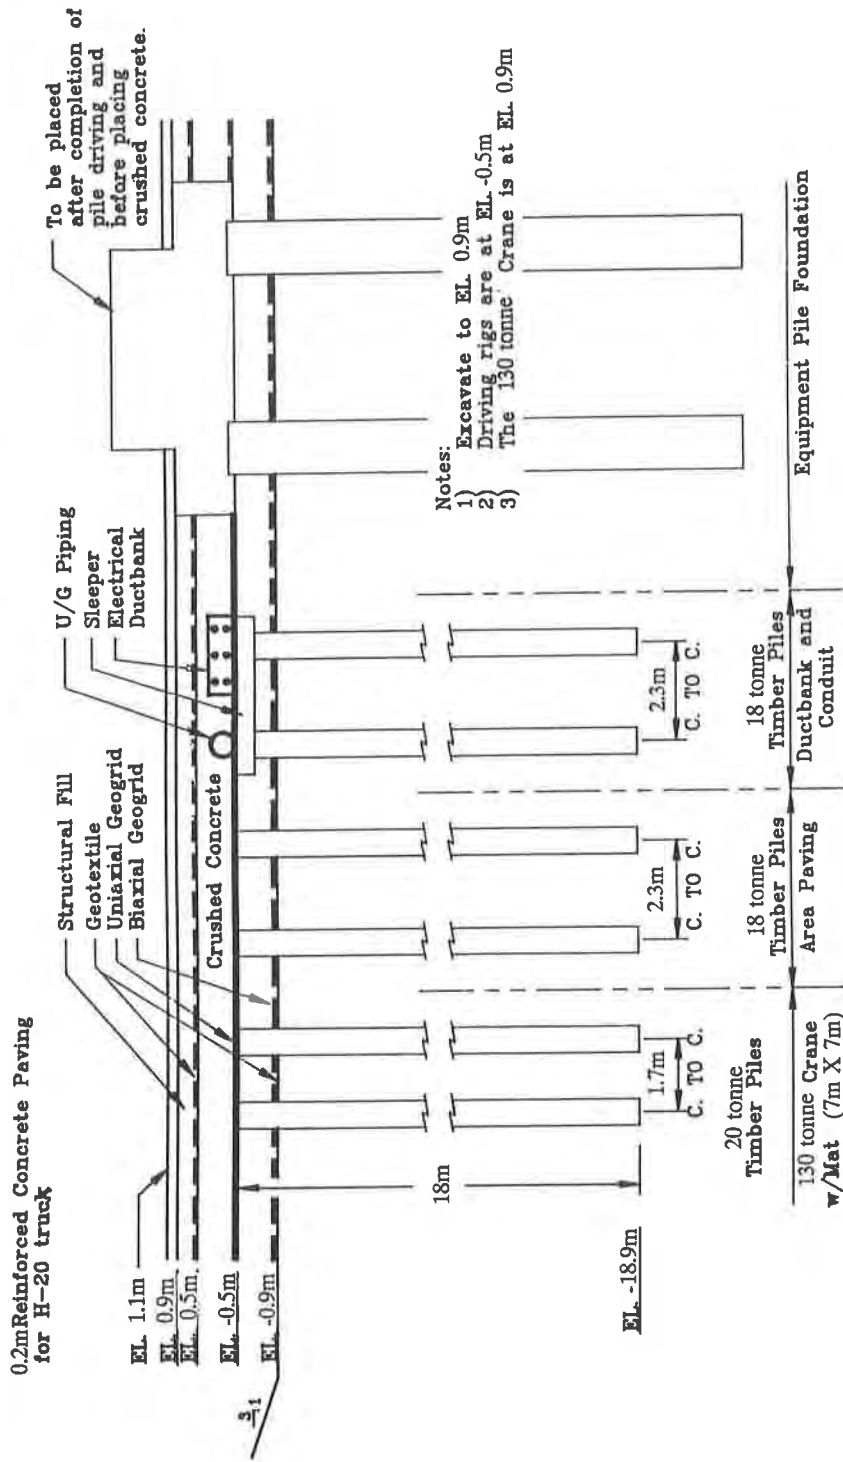 0.2mReinforced Concrete Paving
for H-20 truck
To be placed
after completion of
pile driving and
before placing
crushed concrete.
Structural Fill
Geotextile
Uniaxial Geogrid
Biaxial Geogrid
U/G Piping
Sleeper
Electrical
Ductbank
EL. 1.1m
EL. 0.9m
EL. 0.5m
EL. -0.5m
EL. -0.9m
3
1
Crushed Concrete
Notes:
1) Excavate to EL. 0.9m
2) Driving rigs are at EL. -0.5m
3) The 130 tonne Crane is at EL. 0.9m
18m
EL. -18.9m
1.7m
C. TO C.
2.3m
C. TO C.
2.3m
C. TO C.
20 tonne
Timber Piles
130 tonne Crane
w/Mat (7m X 7m)
18 tonne
Timber Piles
Area Paving
18 tonne
Timber Piles
Ductbank and
Conduit
Equipment Pile Foundation